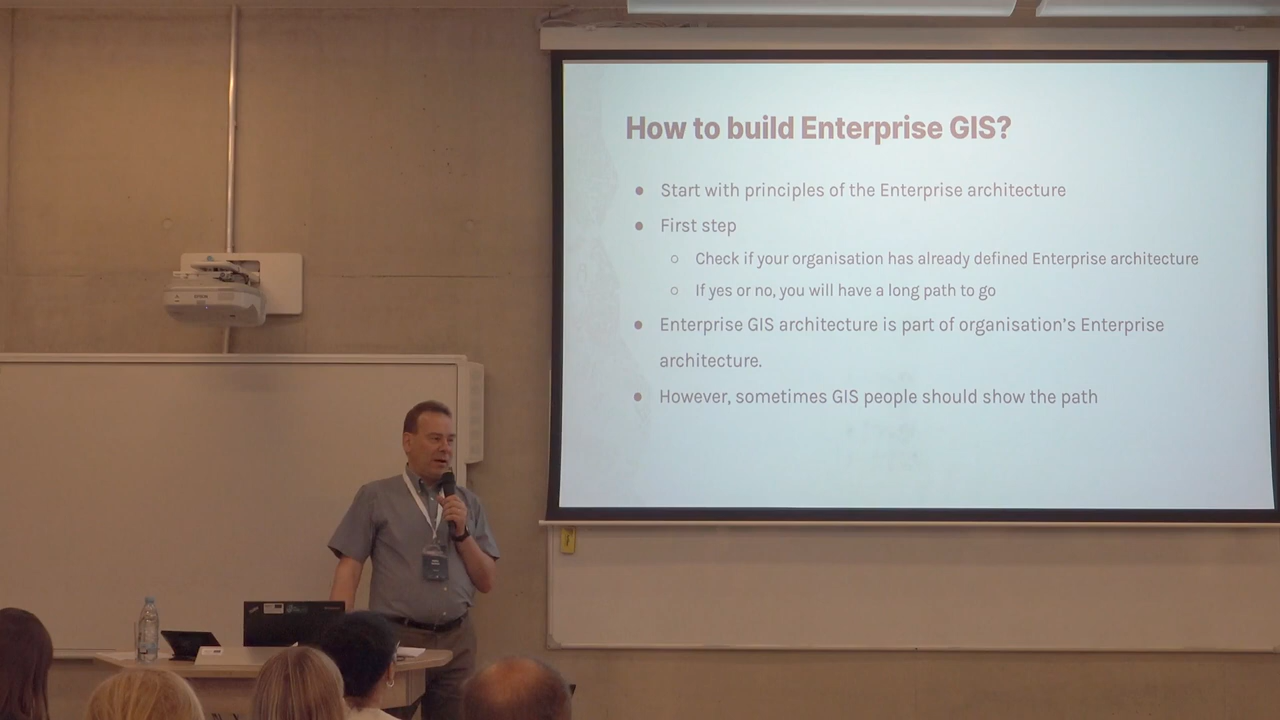 How to build Enterprise GIS?
● Start with principles of the Enterprise architecture
● First step
○ Check if your organisation has already defined Enterprise architecture
○ If yes or no, you will have a long path to go
● Enterprise GIS architecture is part of organisation's Enterprise
architecture.
● However, sometimes GIS people should show the path
EPSON